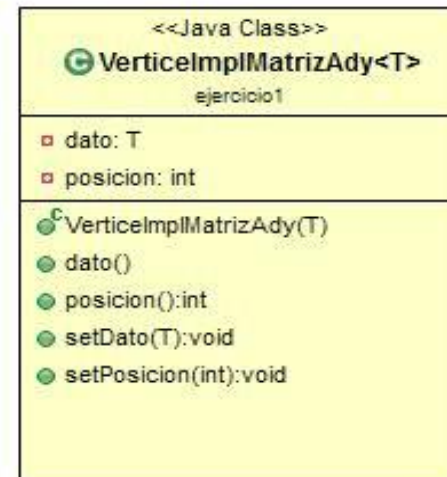 <<Java Class>>
VerticeImplMatrizAdy<T>
ejercicio1
dato: T
posicion: int
VerticeImplMatrizAdy(T)
dato()
posicion():int
setDato(T):void
setPosicion(int):void